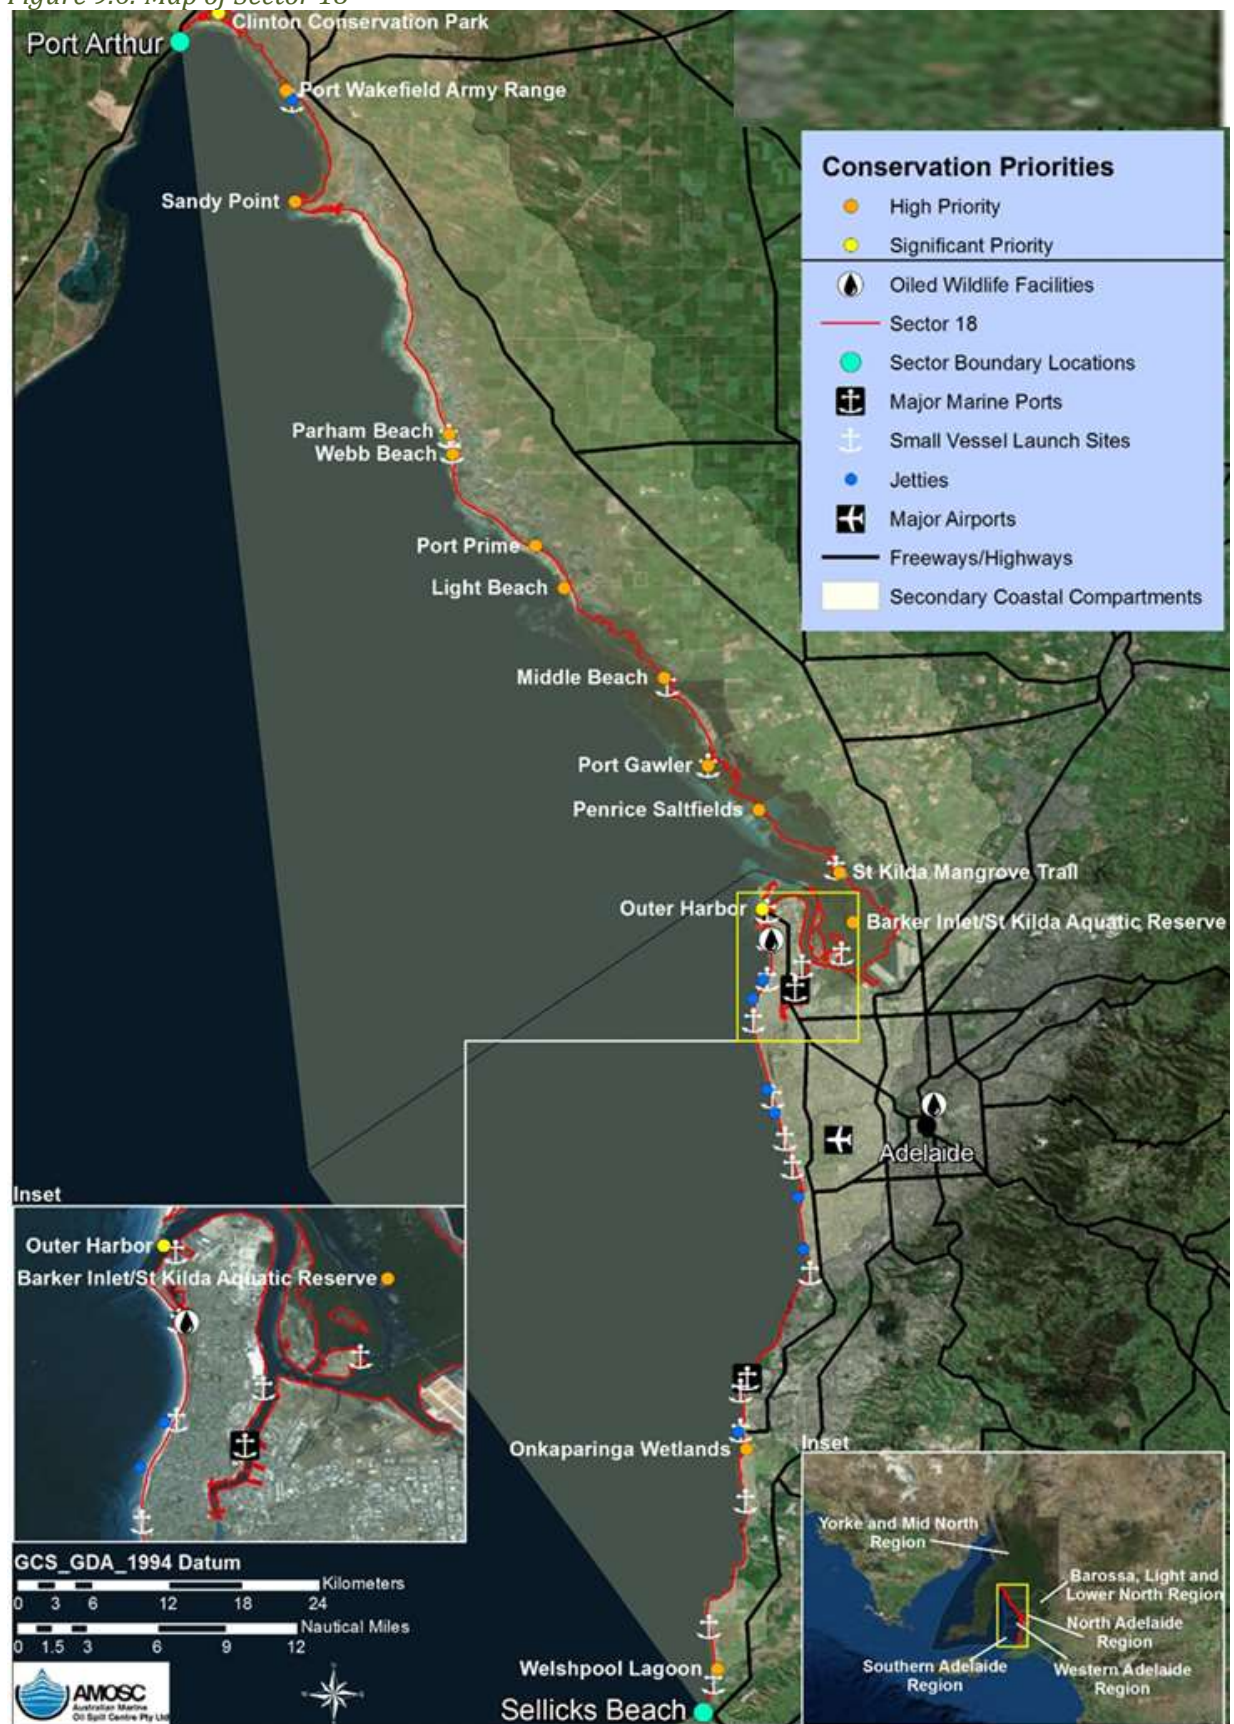 Figure 9.6: Map of Sector 18
Clinton Conservation Park
Port Arthur
Port Wakefield Army Range
Sandy Point
Conservation Priorities
High Priority
Significant Priority
Oiled Wildlife Facilities
Sector 18
Sector Boundary Locations
Major Marine Ports
Small Vessel Launch Sites
Jetties
Major Airports
Freeways/Highways
Secondary Coastal Compartments
Parham Beach
Webb Beach
Port Prime
Light Beach
Middle Beach
Port Gawler
Penrice Saltfields
St Kilda Mangrove Trail
Outer Harbor
Barker Inlet/St Kilda Aquatic Reserve
Adelaide
Inset
Outer Harbor
Barker Inlet/St Kilda Aquatic Reserve
Onkaparinga Wetlands
Inset
Yorke and Mid North
Region
Barossa, Light and
Lower North Region
North Adelaide
Region
Southern Adelaide
Region
Western Adelaide
Region
GCS_GDA_1994 Datum
Kilometers
0 3 6 12 18 24
Nautical Miles
0 1.5 3 6 9 12
Welshpool Lagoon
Sellicks Beach
AMOSC
Australian Marine
Oil Spill Centre Pty Ltd